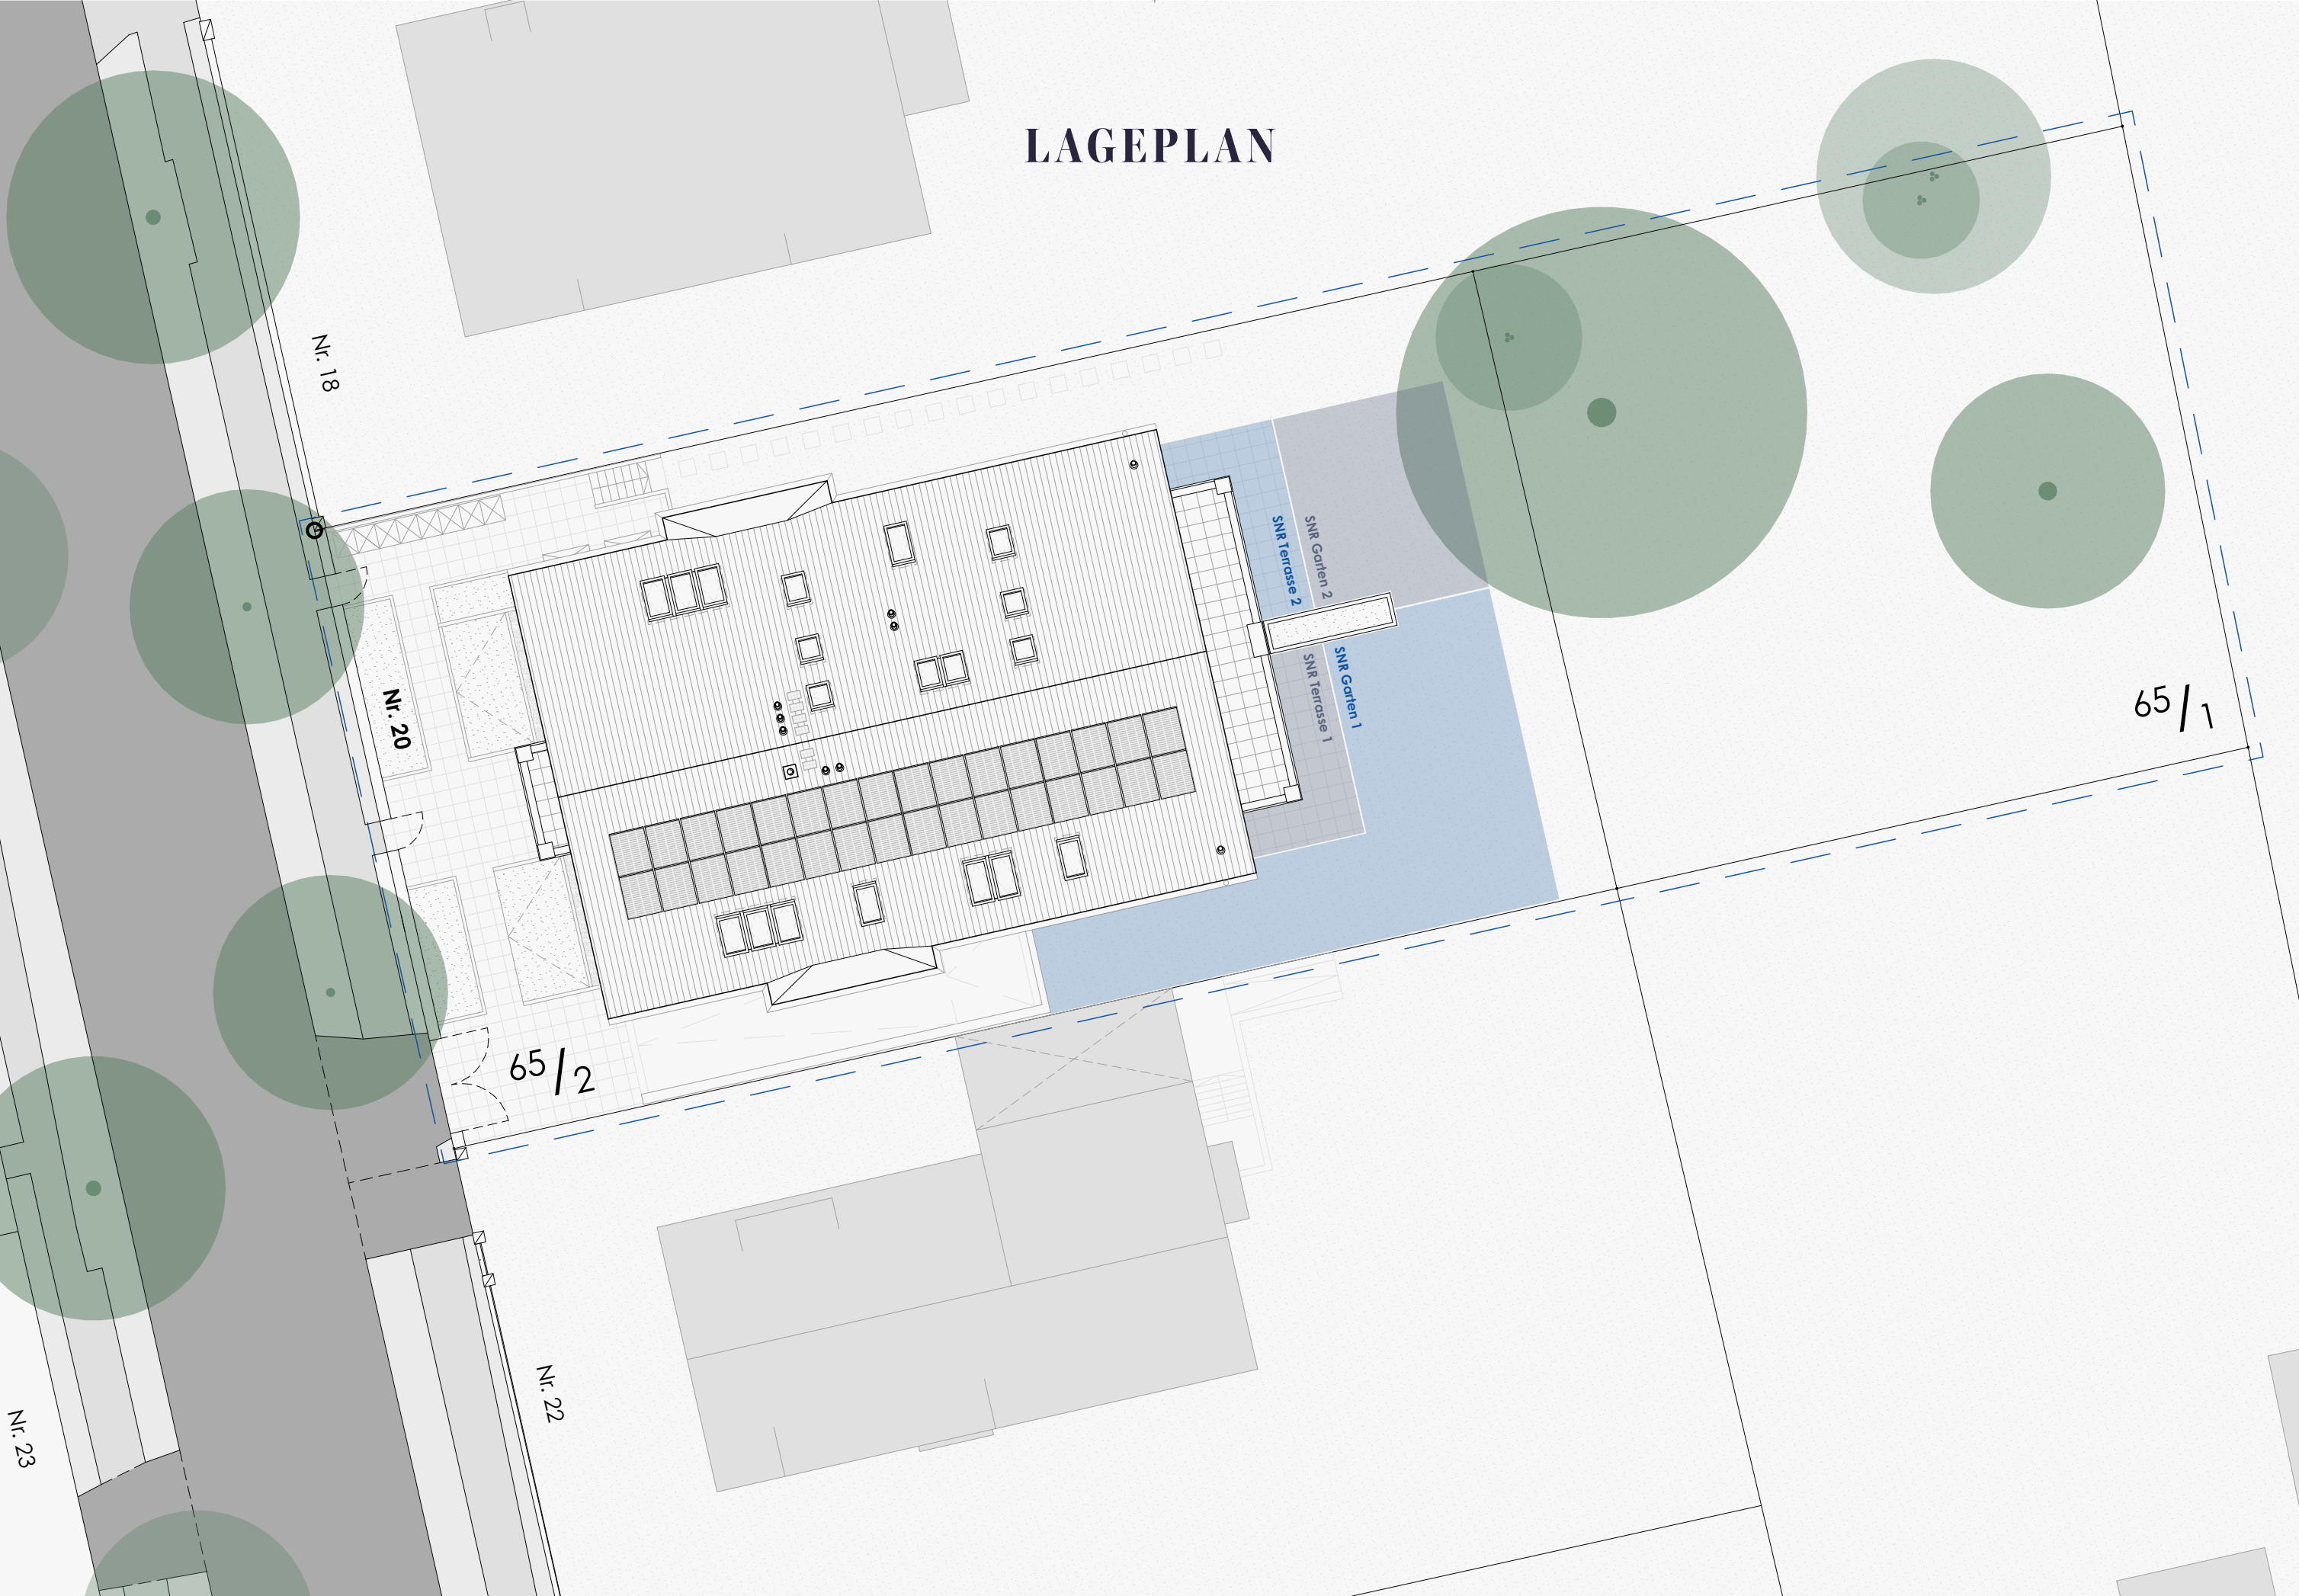 LAGEPLAN
Nr. 18
SNR Terrasse 2
SNR Garten 2
Nr. 20
SNR Terrasse 1
SNR Garten 1
65/1
65/2
Nr. 22
Nr. 23